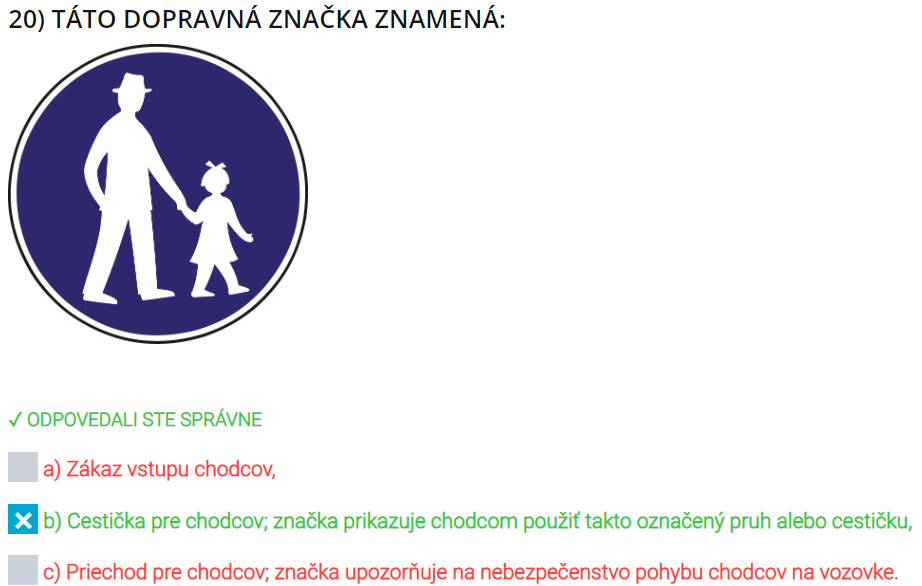 20) TÁTO DOPRAVNÁ ZNAČKA ZNAMENÁ:
✓ ODPOVEDALI STE SPRÁVNE
a) Zákaz vstupu chodcov,
b) Cestička pre chodcov; značka prikazuje chodcom použiť takto označený pruh alebo cestičku,
c) Priechod pre chodcov; značka upozorňuje na nebezpečenstvo pohybu chodcov na vozovke.